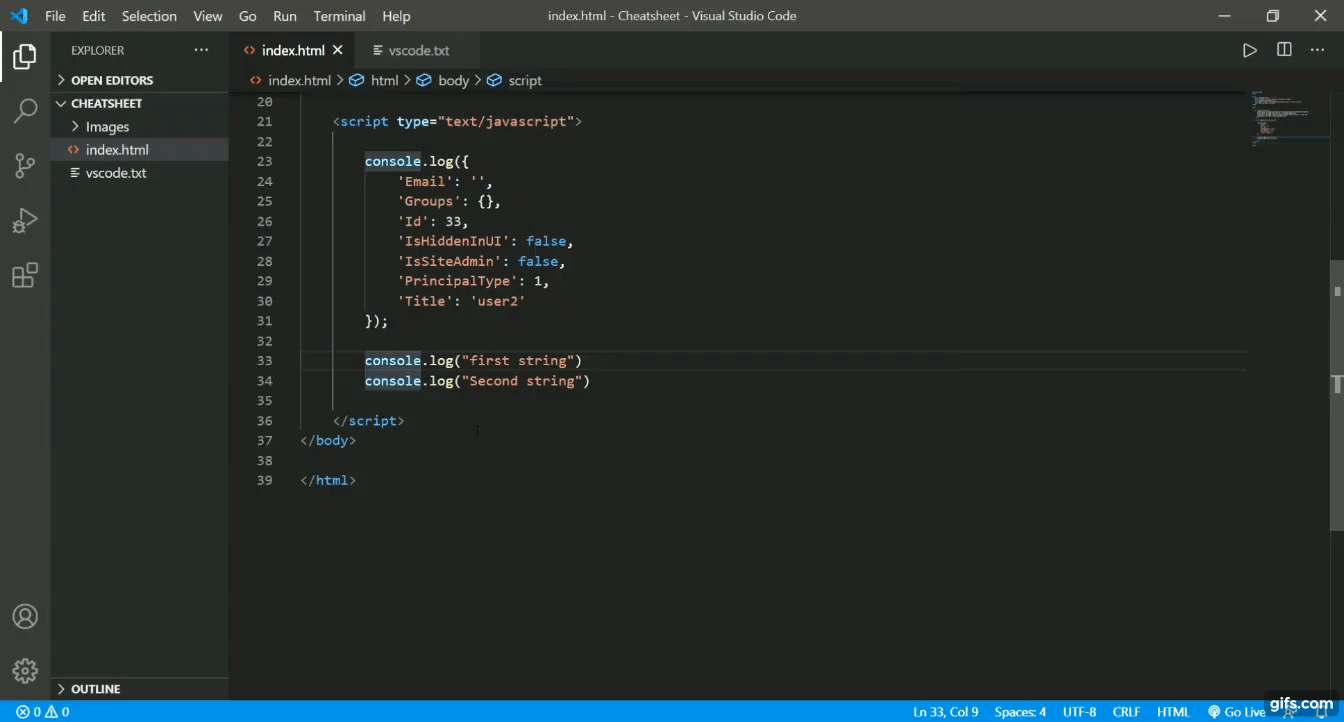 File Edit Selection View Go Run Terminal Help
index.html - Cheatsheet - Visual Studio Code
EXPLORER
OPEN EDITORS
CHEATSHEET
Images
index.html
vscode.txt
OUTLINE
index.html
vscode.txt
index.html > html > body > script
20
21 <script type="text/javascript">
22
23 console.log({
24 'Email': '',
25 'Groups': {},
26 'Id': 33,
27 'IsHiddenInUI': false,
28 'IsSiteAdmin': false,
29 'PrincipalType': 1,
30 'Title': 'user2'
31 });
32
33 console.log("first string")
34 console.log("Second string")
35
36 </script>
37 </body>
38
39 </html>
0 0
Ln 33, Col 9 Spaces: 4 UTF-8 CRLF HTML Go Live
gifs.com